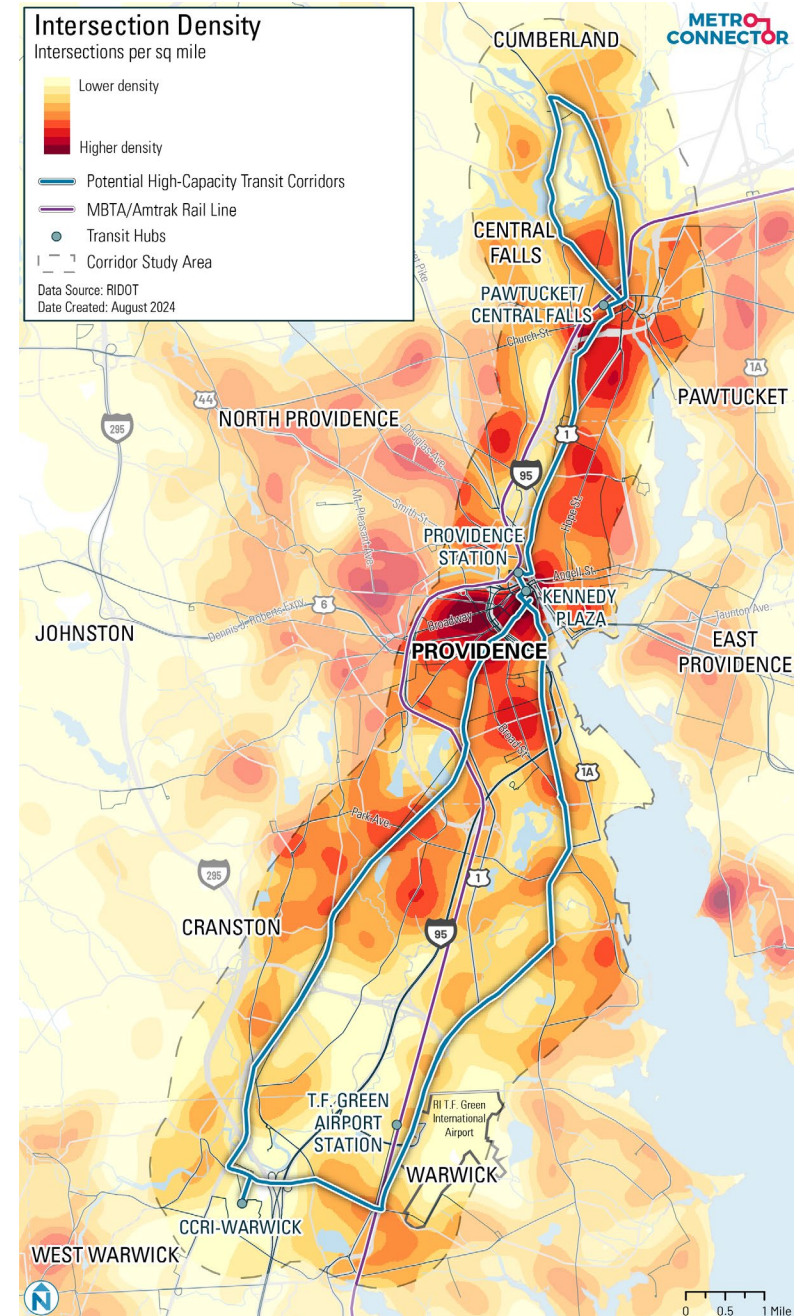 Intersection Density
Intersections per sq mile
Lower density
Higher density
Potential High-Capacity Transit Corridors
MBTA/Amtrak Rail Line
Transit Hubs
Corridor Study Area
Data Source: RIDOT
Date Created: August 2024
METRO
CONNECTOR
CUMBERLAND
CENTRAL
FALLS
Pike
PAWTUCKET/
CENTRAL FALLS
Church St.
1A
PAWTUCKET
44
295
NORTH PROVIDENCE
1
Douglas Ave.
95
Mt. Pleasant Ave.
Smith St.
Hope St.
PROVIDENCE
STATION
Angell St.
KENNEDY
PLAZA
6
Dennis J. Roberts Expy
Broadway
Taunton Ave.
JOHNSTON
PROVIDENCE
EAST
PROVIDENCE
Broad St.
1A
Park Ave.
295
1
CRANSTON
95
T.F. GREEN
AIRPORT
STATION
RI T.F. Green
International
Airport
WARWICK
CCRI-WARWICK
WEST WARWICK
N
0 0.5 1 Mile